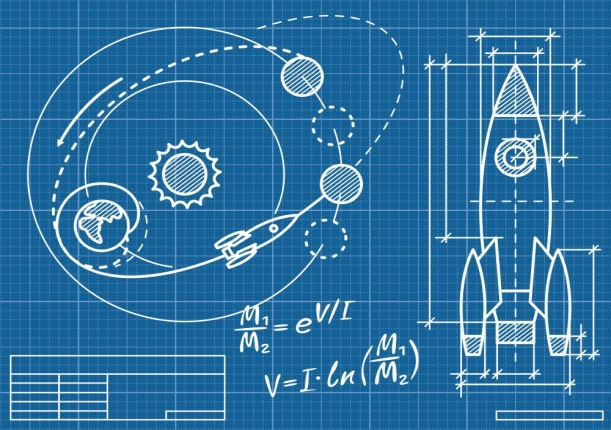 M₁/M₂ = e^V/I
V = I · ln(M₁/M₂)